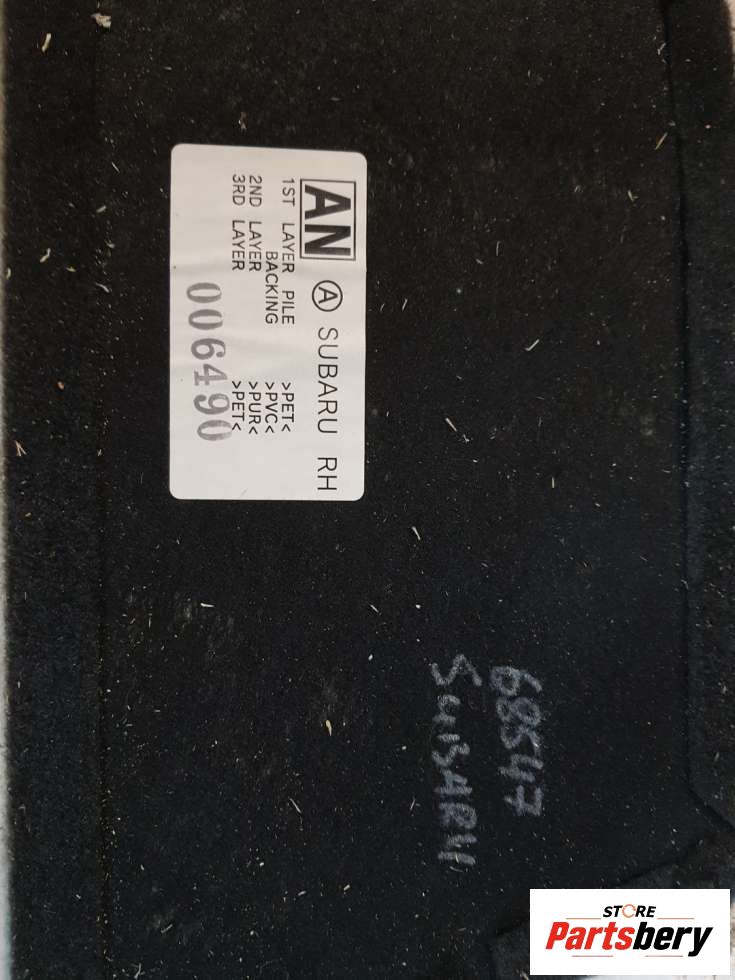 AN Ⓐ SUBARU RH
1ST LAYER PILE >PET<
BACKING >PVC<
2ND LAYER >PUR<
3RD LAYER >PET<
006490
68547
SUBARU
STORE
Partsbery